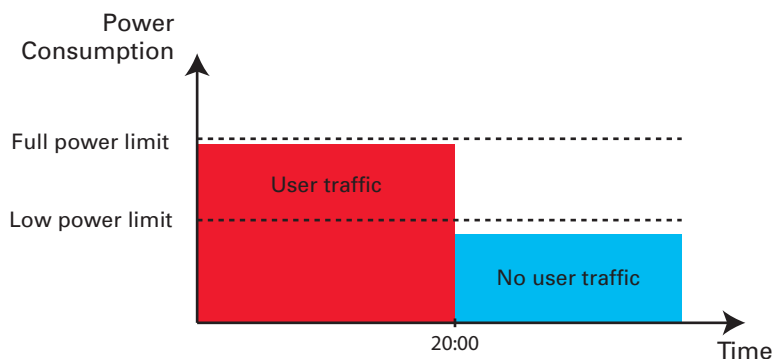 Power
Consumption
Full power limit
User traffic
Low power limit
No user traffic
20:00
Time